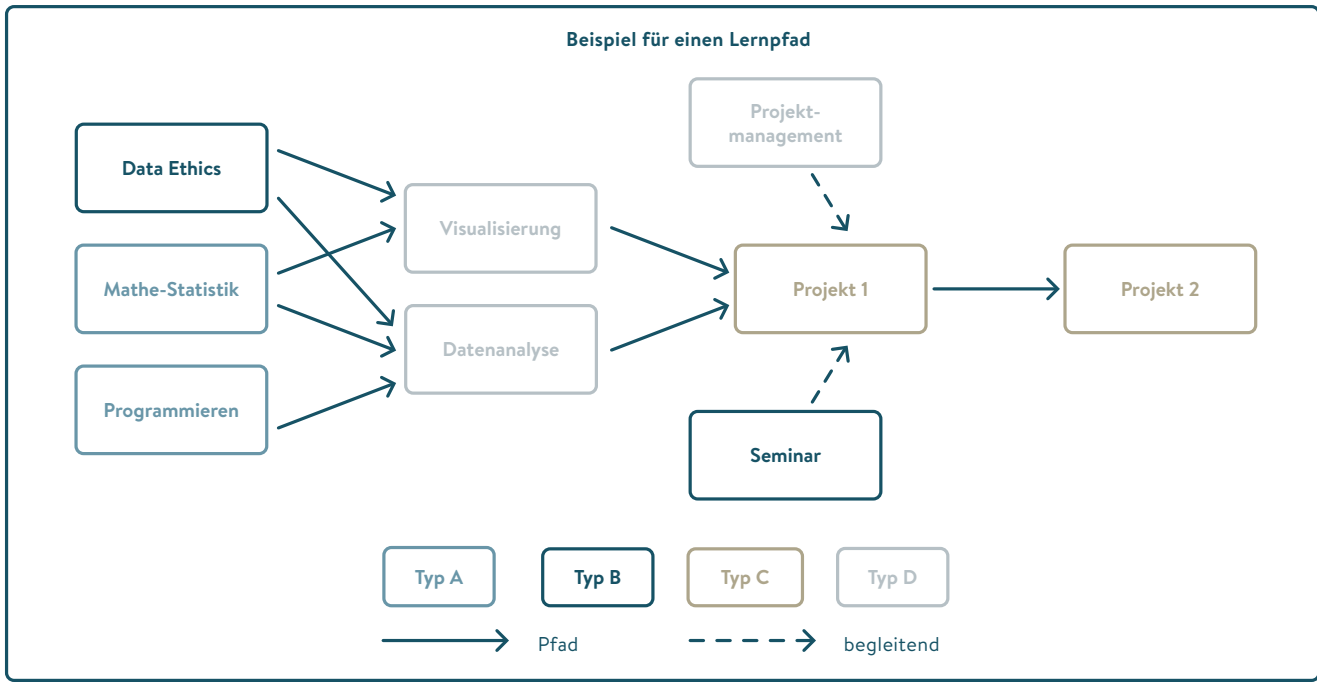 Beispiel für einen Lernpfad
Projekt-
management
Data Ethics
Visualisierung
Mathe-Statistik
Projekt 1
Projekt 2
Datenanalyse
Programmieren
Seminar
Typ A
Typ B
Typ C
Typ D
Pfad
begleitend